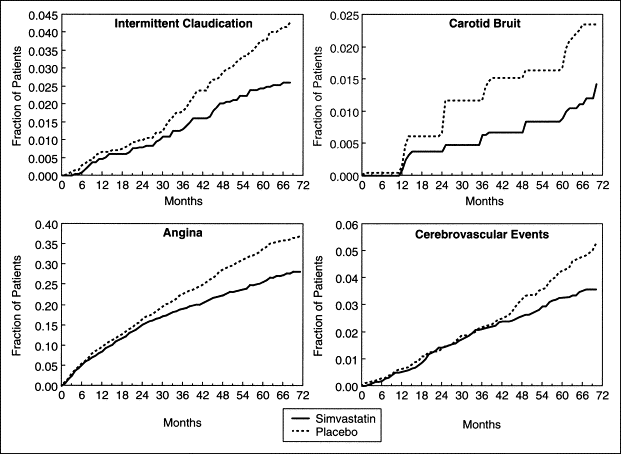 Intermittent Claudication
Fraction of Patients
0.045
0.040
0.035
0.030
0.025
0.020
0.015
0.010
0.005
0.000
0 6 12 18 24 30 36 42 48 54 60 66 72
Months
Carotid Bruit
Fraction of Patients
0.025
0.020
0.015
0.010
0.005
0.000
0 6 12 18 24 30 36 42 48 54 60 66 72
Months
Angina
Fraction of Patients
0.40
0.35
0.30
0.25
0.20
0.15
0.10
0.05
0.00
0 6 12 18 24 30 36 42 48 54 60 66 72
Months
Cerebrovascular Events
Fraction of Patients
0.06
0.05
0.04
0.03
0.02
0.01
0.00
0 6 12 18 24 30 36 42 48 54 60 66 72
Months
Simvastatin
Placebo